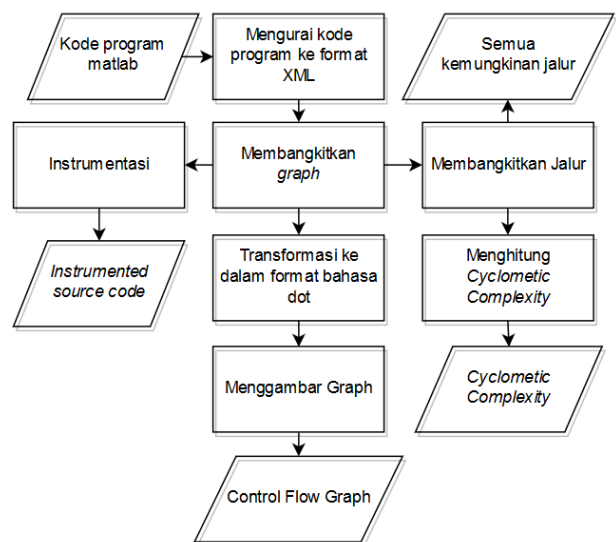 Kode program
matlab
Mengurai kode
program ke format
XML
Semua
kemungkinan jalur
Instrumentasi
Membangkitkan
graph
Membangkitkan Jalur
Instrumented
source code
Transformasi ke
dalam format bahasa
dot
Menghitung
Cyclometic
Complexity
Menggambar Graph
Cyclometic
Complexity
Control Flow Graph